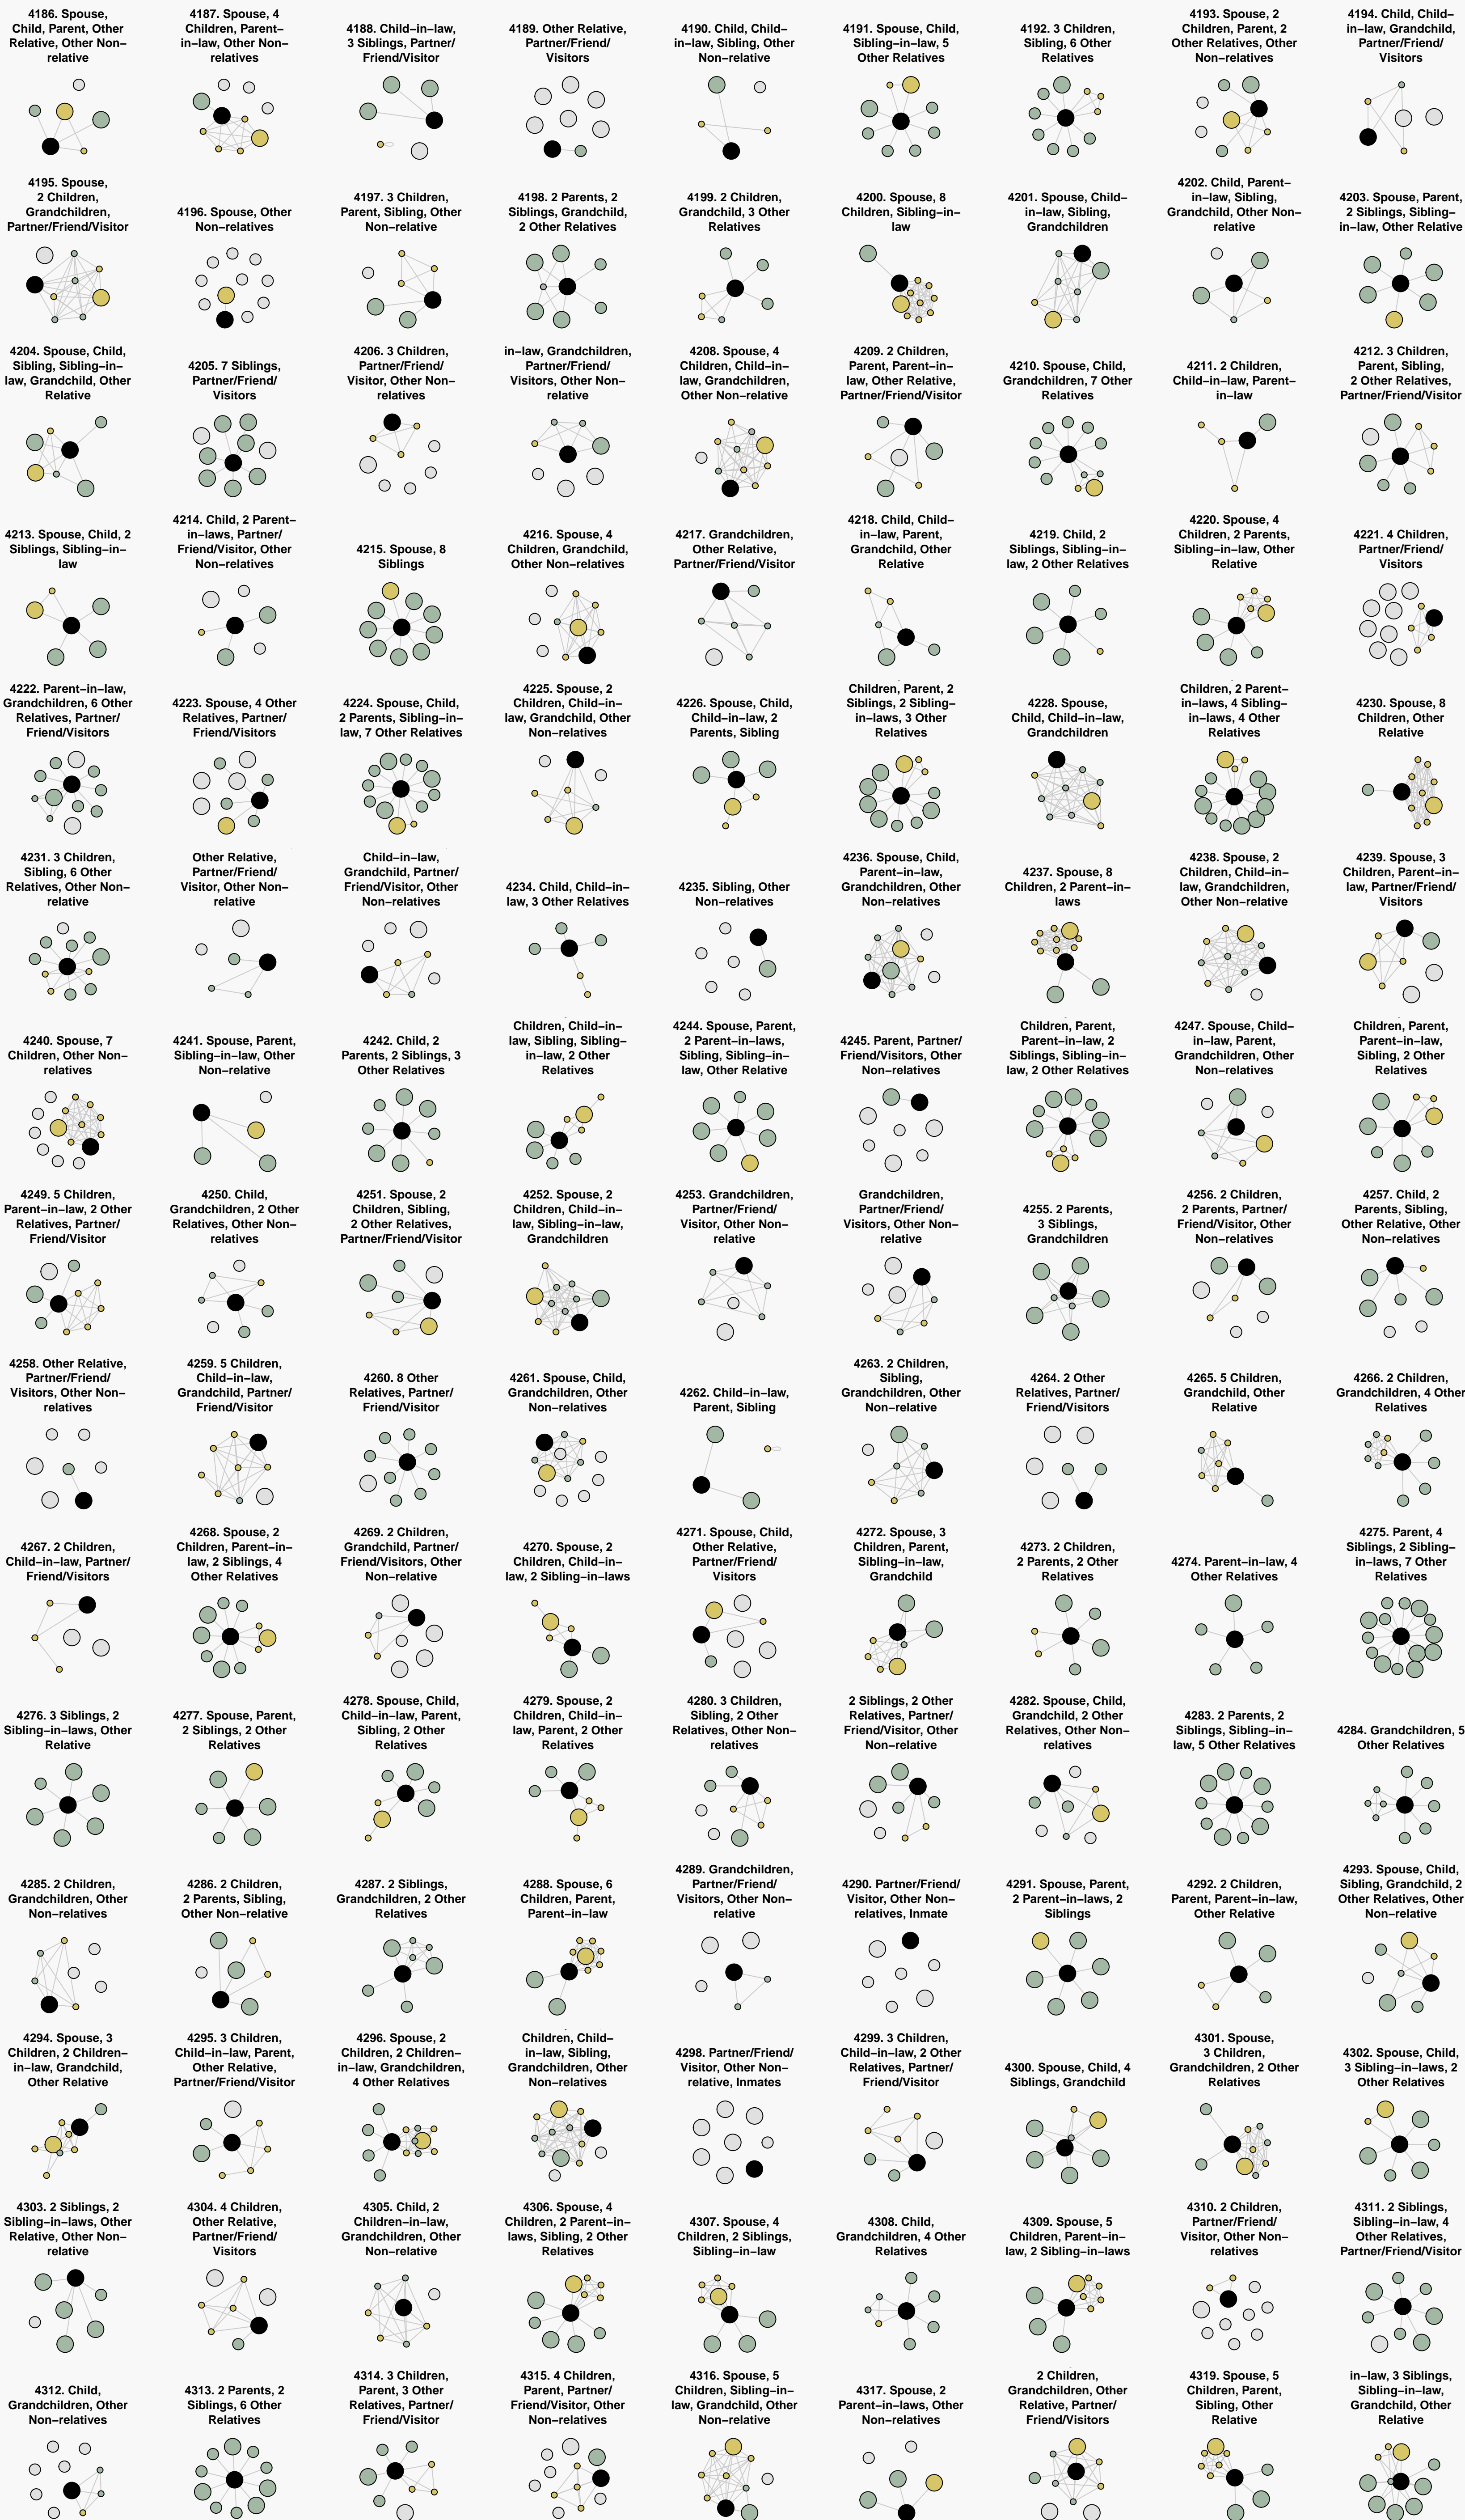 4186. Spouse,
Child, Parent, Other
Relative, Other Non−
relative
4187. Spouse, 4
Children, Parent−
in−law, Other Non−
relatives
4188. Child−in−law,
3 Siblings, Partner/
Friend/Visitor
4189. Other Relative,
Partner/Friend/
Visitors
4190. Child, Child−
in−law, Sibling, Other
Non−relative
4191. Spouse, Child,
Sibling−in−law, 5
Other Relatives
4192. 3 Children,
Sibling, 6 Other
Relatives
4193. Spouse, 2
Children, Parent, 2
Other Relatives, Other
Non−relatives
4194. Child, Child−
in−law, Grandchild,
Partner/Friend/
Visitors
4195. Spouse,
2 Children,
Grandchildren,
Partner/Friend/Visitor
4196. Spouse, Other
Non−relatives
4197. 3 Children,
Parent, Sibling, Other
Non−relative
4198. 2 Parents, 2
Siblings, Grandchild,
2 Other Relatives
4199. 2 Children,
Grandchild, 3 Other
Relatives
4200. Spouse, 8
Children, Sibling−in−
law
4201. Spouse, Child−
in−law, Sibling,
Grandchildren
4202. Child, Parent−
in−law, Sibling,
Grandchild, Other Non−
relative
4203. Spouse, Parent,
2 Siblings, Sibling−
in−law, Other Relative
4204. Spouse, Child,
Sibling, Sibling−in−
law, Grandchild, Other
Relative
4205. 7 Siblings,
Partner/Friend/
Visitors
4206. 3 Children,
Partner/Friend/
Visitor, Other Non−
relatives
in−law, Grandchildren,
Partner/Friend/
Visitors, Other Non−
relative
4208. Spouse, 4
Children, Child−in−
law, Grandchildren,
Other Non−relative
4209. 2 Children,
Parent, Parent−in−
law, Other Relative,
Partner/Friend/Visitor
4210. Spouse, Child,
Grandchildren, 7 Other
Relatives
4211. 2 Children,
Child−in−law, Parent−
in−law
4212. 3 Children,
Parent, Sibling,
2 Other Relatives,
Partner/Friend/Visitor
4213. Spouse, Child, 2
Siblings, Sibling−in−
law
4214. Child, 2 Parent−
in−laws, Partner/
Friend/Visitor, Other
Non−relatives
4215. Spouse, 8
Siblings
4216. Spouse, 4
Children, Grandchild,
Other Non−relatives
4217. Grandchildren,
Other Relative,
Partner/Friend/Visitor
4218. Child, Child−
in−law, Parent,
Grandchild, Other
Relative
4219. Child, 2
Siblings, Sibling−in−
law, 2 Other Relatives
4220. Spouse, 4
Children, 2 Parents,
Sibling−in−law, Other
Relative
4221. 4 Children,
Partner/Friend/
Visitors
4222. Parent−in−law,
Grandchildren, 6 Other
Relatives, Partner/
Friend/Visitors
4223. Spouse, 4 Other
Relatives, Partner/
Friend/Visitors
4224. Spouse, Child,
2 Parents, Sibling−in−
law, 7 Other Relatives
4225. Spouse, 2
Children, Child−in−
law, Grandchild, Other
Non−relatives
4226. Spouse, Child,
Child−in−law, 2
Parents, Sibling
Children, Parent, 2
Siblings, 2 Sibling−
in−laws, 3 Other
Relatives
4228. Spouse,
Child, Child−in−law,
Grandchildren
Children, 2 Parent−
in−laws, 4 Sibling−
in−laws, 4 Other
Relatives
4230. Spouse, 8
Children, Other
Relative
4231. 3 Children,
Sibling, 6 Other
Relatives, Other Non−
relative
Other Relative,
Partner/Friend/
Visitor, Other Non−
relative
Child−in−law,
Grandchild, Partner/
Friend/Visitor, Other
Non−relatives
4234. Child, Child−in−
law, 3 Other Relatives
4235. Sibling, Other
Non−relatives
4236. Spouse, Child,
Parent−in−law,
Grandchildren, Other
Non−relatives
4237. Spouse, 8
Children, 2 Parent−in−
laws
4238. Spouse, 2
Children, Child−in−
law, Grandchildren,
Other Non−relative
4239. Spouse, 3
Children, Parent−in−
law, Partner/Friend/
Visitors
4240. Spouse, 7
Children, Other Non−
relatives
4241. Spouse, Parent,
Sibling−in−law, Other
Non−relative
4242. Child, 2
Parents, 2 Siblings, 3
Other Relatives
Children, Child−in−
law, Sibling, Sibling−
in−law, 2 Other
Relatives
4244. Spouse, Parent,
2 Parent−in−laws,
Sibling, Sibling−in−
law, Other Relative
4245. Parent, Partner/
Friend/Visitors, Other
Non−relatives
Children, Parent,
Parent−in−law, 2
Siblings, Sibling−in−
law, 2 Other Relatives
4247. Spouse, Child−
in−law, Parent,
Grandchildren, Other
Non−relatives
Children, Parent,
Parent−in−law,
Sibling, 2 Other
Relatives
4249. 5 Children,
Parent−in−law, 2 Other
Relatives, Partner/
Friend/Visitor
4250. Child,
Grandchildren, 2 Other
Relatives, Other Non−
relatives
4251. Spouse, 2
Children, Sibling,
2 Other Relatives,
Partner/Friend/Visitor
4252. Spouse, 2
Children, Child−in−
law, Sibling−in−law,
Grandchildren
4253. Grandchildren,
Partner/Friend/
Visitor, Other Non−
relative
Grandchildren,
Partner/Friend/
Visitors, Other Non−
relative
4255. 2 Parents,
3 Siblings,
Grandchildren
4256. 2 Children,
2 Parents, Partner/
Friend/Visitor, Other
Non−relatives
4257. Child, 2
Parents, Sibling,
Other Relative, Other
Non−relatives
4258. Other Relative,
Partner/Friend/
Visitors, Other Non−
relatives
4259. 5 Children,
Child−in−law,
Grandchild, Partner/
Friend/Visitor
4260. 8 Other
Relatives, Partner/
Friend/Visitor
4261. Spouse, Child,
Grandchildren, Other
Non−relatives
4262. Child−in−law,
Parent, Sibling
4263. 2 Children,
Sibling,
Grandchildren, Other
Non−relative
4264. 2 Other
Relatives, Partner/
Friend/Visitors
4265. 5 Children,
Grandchild, Other
Relative
4266. 2 Children,
Grandchildren, 4 Other
Relatives
4267. 2 Children,
Child−in−law, Partner/
Friend/Visitors
4268. Spouse, 2
Children, Parent−in−
law, 2 Siblings, 4
Other Relatives
4269. 2 Children,
Grandchild, Partner/
Friend/Visitors, Other
Non−relative
4270. Spouse, 2
Children, Child−in−
law, 2 Sibling−in−laws
4271. Spouse, Child,
Other Relative,
Partner/Friend/
Visitors
4272. Spouse, 3
Children, Parent,
Sibling−in−law,
Grandchild
4273. 2 Children,
2 Parents, 2 Other
Relatives
4274. Parent−in−law, 4
Other Relatives
4275. Parent, 4
Siblings, 2 Sibling−
in−laws, 7 Other
Relatives
4276. 3 Siblings, 2
Sibling−in−laws, Other
Relative
4277. Spouse, Parent,
2 Siblings, 2 Other
Relatives
4278. Spouse, Child,
Child−in−law, Parent,
Sibling, 2 Other
Relatives
4279. Spouse, 2
Children, Child−in−
law, Parent, 2 Other
Relatives
4280. 3 Children,
Sibling, 2 Other
Relatives, Other Non−
relatives
2 Siblings, 2 Other
Relatives, Partner/
Friend/Visitor, Other
Non−relative
4282. Spouse, Child,
Grandchild, 2 Other
Relatives, Other Non−
relatives
4283. 2 Parents, 2
Siblings, Sibling−in−
law, 5 Other Relatives
4284. Grandchildren, 5
Other Relatives
4285. 2 Children,
Grandchildren, Other
Non−relatives
4286. 2 Children,
2 Parents, Sibling,
Other Non−relative
4287. 2 Siblings,
Grandchildren, 2 Other
Relatives
4288. Spouse, 6
Children, Parent,
Parent−in−law
4289. Grandchildren,
Partner/Friend/
Visitors, Other Non−
relative
4290. Partner/Friend/
Visitor, Other Non−
relatives, Inmate
4291. Spouse, Parent,
2 Parent−in−laws, 2
Siblings
4292. 2 Children,
Parent, Parent−in−law,
Other Relative
4293. Spouse, Child,
Sibling, Grandchild, 2
Other Relatives, Other
Non−relative
4294. Spouse, 3
Children, 2 Children−
in−law, Grandchild,
Other Relative
4295. 3 Children,
Child−in−law, Parent,
Other Relative,
Partner/Friend/Visitor
4296. Spouse, 2
Children, 2 Children−
in−law, Grandchildren,
4 Other Relatives
Children, Child−
in−law, Sibling,
Grandchildren, Other
Non−relatives
4298. Partner/Friend/
Visitor, Other Non−
relative, Inmates
4299. 3 Children,
Child−in−law, 2 Other
Relatives, Partner/
Friend/Visitor
4300. Spouse, Child, 4
Siblings, Grandchild
4301. Spouse,
3 Children,
Grandchildren, 2 Other
Relatives
4302. Spouse, Child,
3 Sibling−in−laws, 2
Other Relatives
4303. 2 Siblings, 2
Sibling−in−laws, Other
Relative, Other Non−
relative
4304. 4 Children,
Other Relative,
Partner/Friend/
Visitors
4305. Child, 2
Children−in−law,
Grandchildren, Other
Non−relative
4306. Spouse, 4
Children, 2 Parent−in−
laws, Sibling, 2 Other
Relatives
4307. Spouse, 4
Children, 2 Siblings,
Sibling−in−law
4308. Child,
Grandchildren, 4 Other
Relatives
4309. Spouse, 5
Children, Parent−in−
law, 2 Sibling−in−laws
4310. 2 Children,
Partner/Friend/
Visitor, Other Non−
relatives
4311. 2 Siblings,
Sibling−in−law, 4
Other Relatives,
Partner/Friend/Visitor
4312. Child,
Grandchildren, Other
Non−relatives
4313. 2 Parents, 2
Siblings, 6 Other
Relatives
4314. 3 Children,
Parent, 3 Other
Relatives, Partner/
Friend/Visitor
4315. 4 Children,
Parent, Partner/
Friend/Visitor, Other
Non−relatives
4316. Spouse, 5
Children, Sibling−in−
law, Grandchild, Other
Non−relative
4317. Spouse, 2
Parent−in−laws, Other
Non−relatives
2 Children,
Grandchildren, Other
Relative, Partner/
Friend/Visitors
4319. Spouse, 5
Children, Parent,
Sibling, Other
Relative
in−law, 3 Siblings,
Sibling−in−law,
Grandchild, Other
Relative